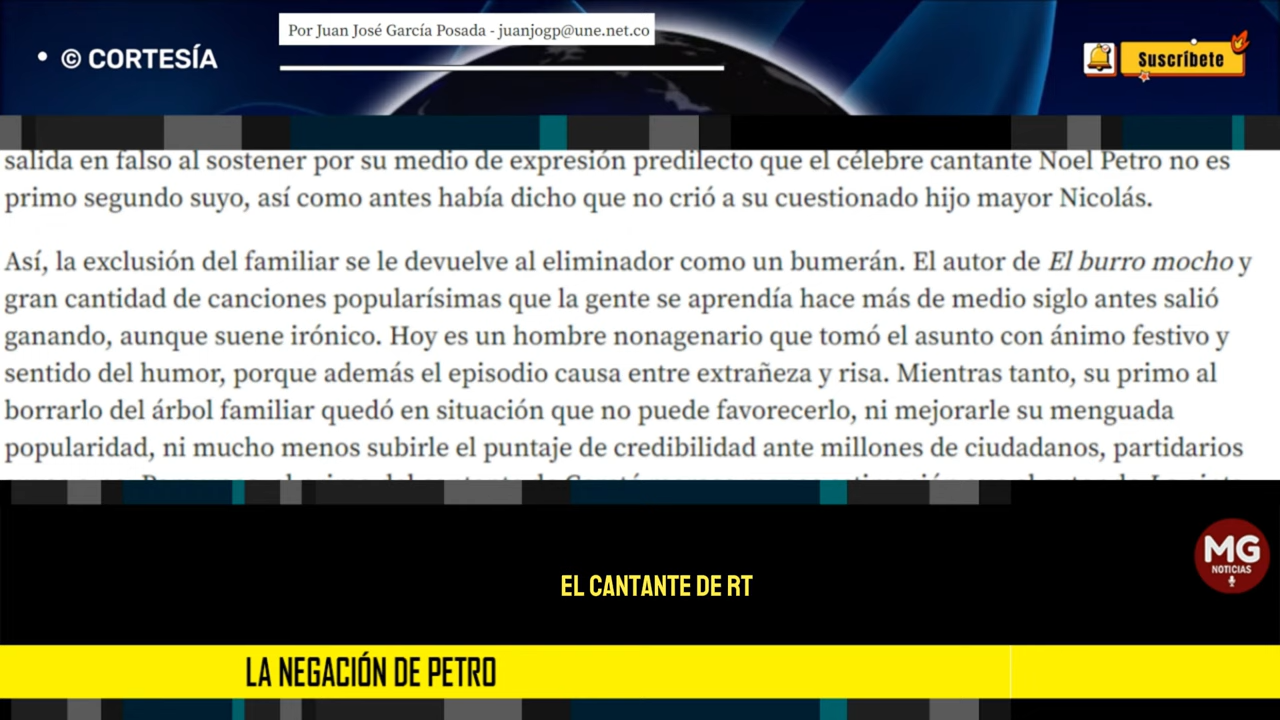 Por Juan José García Posada - juanjogp@une.net.co
• © CORTESÍA
Suscríbete
salida en falso al sostener por su medio de expresión predilecto que el célebre cantante Noel Petro no es
primo segundo suyo, así como antes había dicho que no crió a su cuestionado hijo mayor Nicolás.
Así, la exclusión del familiar se le devuelve al eliminador como un bumerán. El autor de El burro mocho y
gran cantidad de canciones popularísimas que la gente se aprendía hace más de medio siglo antes salió
ganando, aunque suene irónico. Hoy es un hombre nonagenario que tomó el asunto con ánimo festivo y
sentido del humor, porque además el episodio causa entre extrañeza y risa. Mientras tanto, su primo al
borrarlo del árbol familiar quedó en situación que no puede favorecerlo, ni mejorarle su menguada
popularidad, ni mucho menos subirle el puntaje de credibilidad ante millones de ciudadanos, partidarios
MG
NOTICIAS
EL CANTANTE DE RT
LA NEGACIÓN DE PETRO